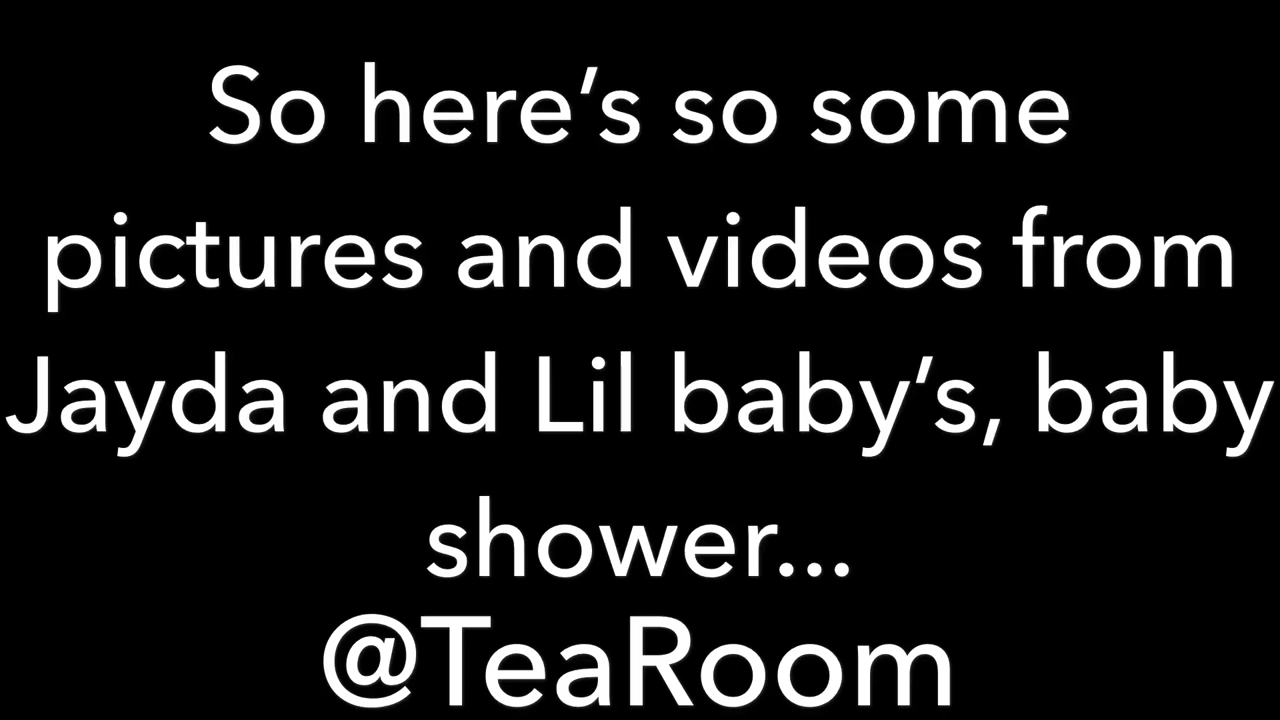 So here’s so some
pictures and videos from
Jayda and Lil baby’s, baby
shower...
@TeaRoom